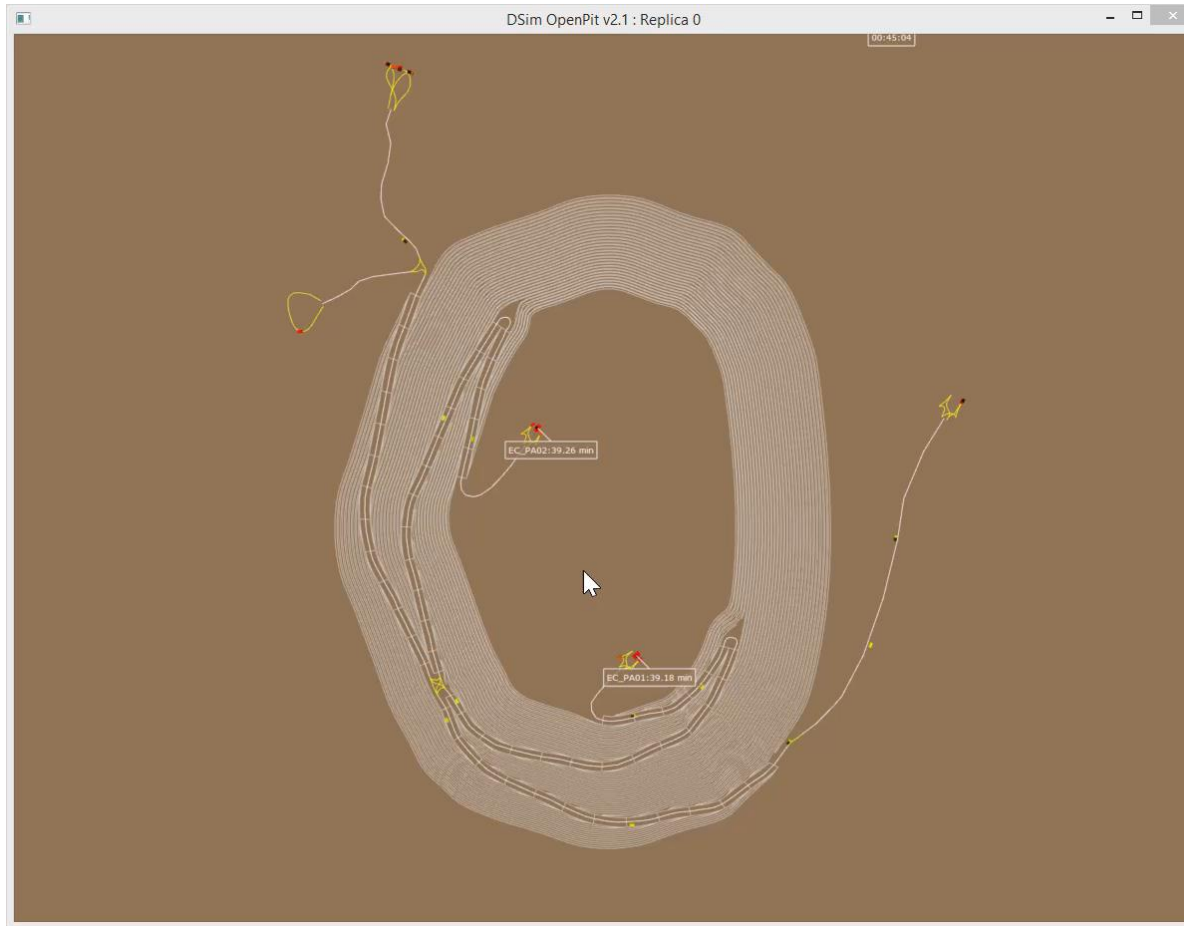 DSim OpenPit v2.1 : Replica 0
00:45:04
EC_PA02:39.26 min
EC_PA01:39.18 min